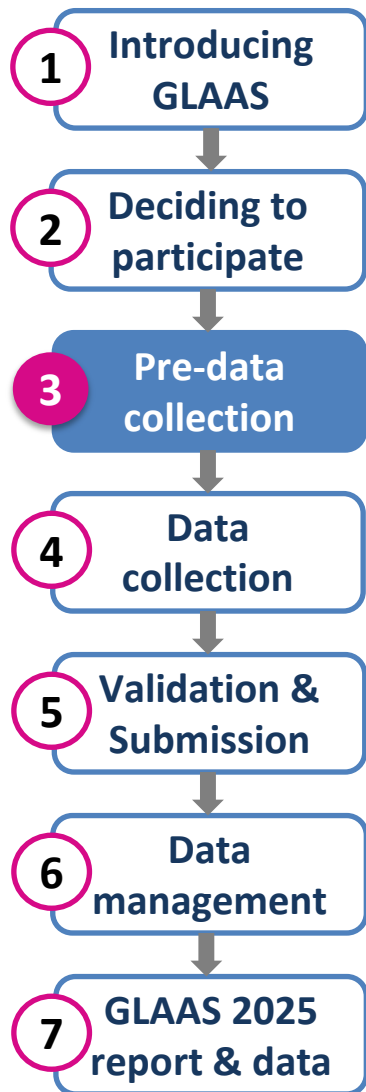 1
Introducing
GLAAS
2
Deciding to
participate
3
Pre-data
collection
4
Data
collection
5
Validation &
Submission
6
Data
management
7
GLAAS 2025
report & data